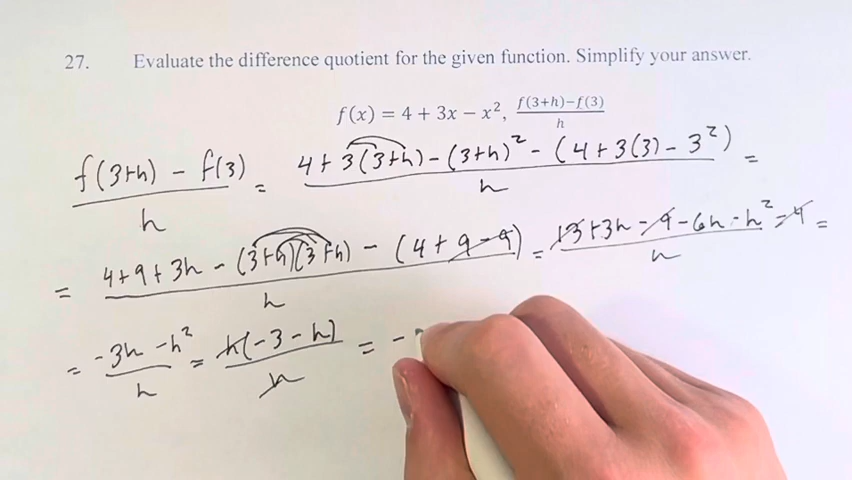 27. Evaluate the difference quotient for the given function. Simplify your answer.
f(x) = 4 + 3x − x², f(3+h)−f(3)/h
f(3+h) − f(3)/h = 4 + 3(3+h) − (3+h)² − (4 + 3(3) − 3²)/h =
= 4+9+3h − (3+h)(3+h) − (4+9−9)/h = 13+3h−9−6h−h²−4/h =
= −3h −h²/h = h(−3 − h)/h = −